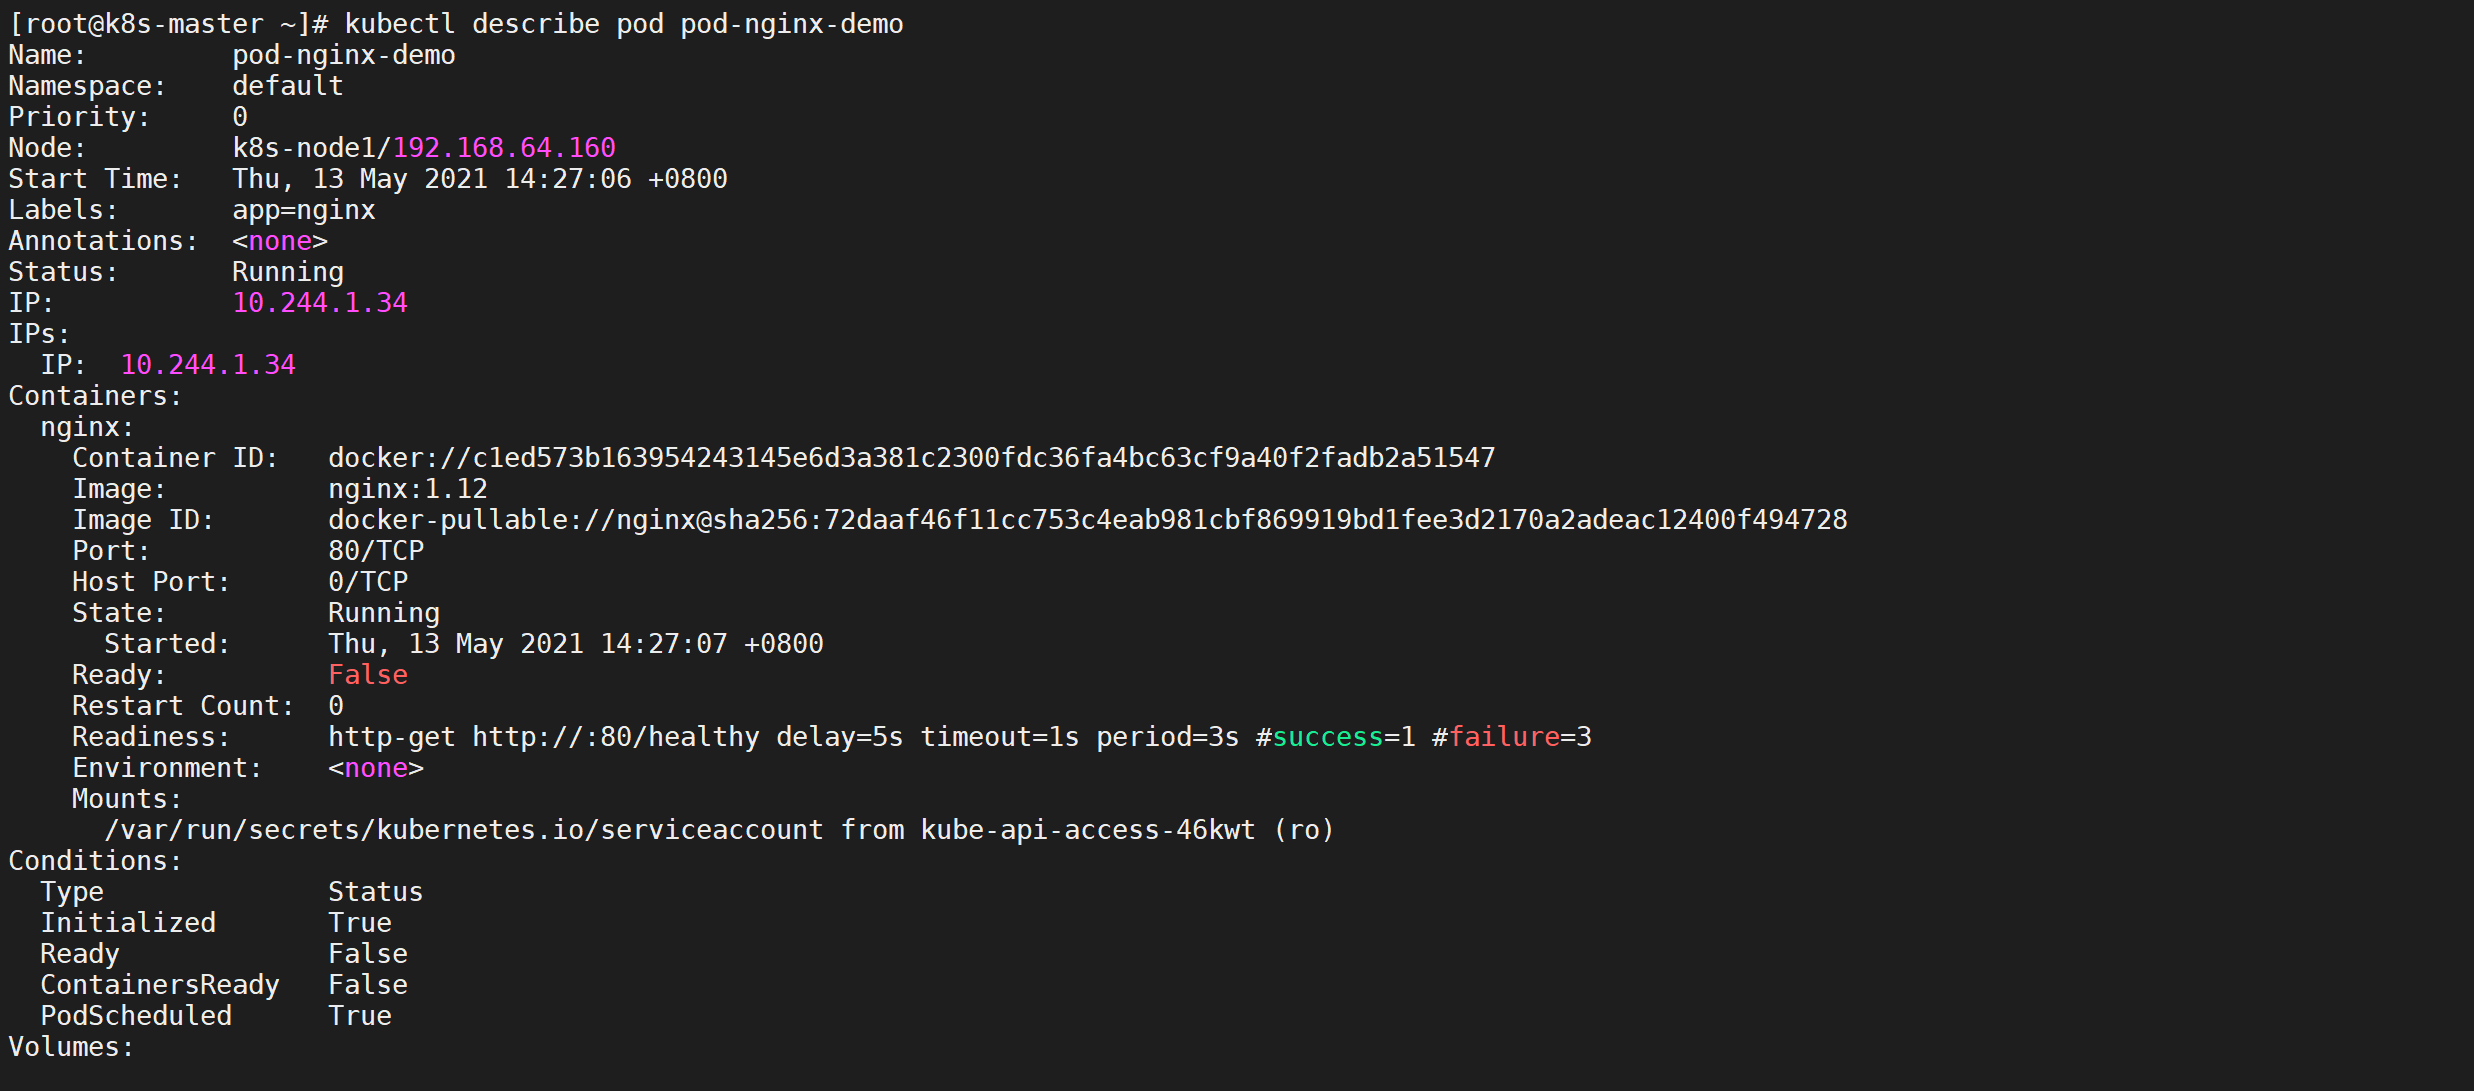 [root@k8s-master ~]# kubectl describe pod pod-nginx-demo
Name:         pod-nginx-demo
Namespace:    default
Priority:     0
Node:         k8s-node1/192.168.64.160
Start Time:   Thu, 13 May 2021 14:27:06 +0800
Labels:       app=nginx
Annotations:  <none>
Status:       Running
IP:           10.244.1.34
IPs:
  IP:  10.244.1.34
Containers:
  nginx:
    Container ID:   docker://c1ed573b163954243145e6d3a381c2300fdc36fa4bc63cf9a40f2fadb2a51547
    Image:          nginx:1.12
    Image ID:       docker-pullable://nginx@sha256:72daaf46f11cc753c4eab981cbf869919bd1fee3d2170a2adeac12400f494728
    Port:           80/TCP
    Host Port:      0/TCP
    State:          Running
      Started:      Thu, 13 May 2021 14:27:07 +0800
    Ready:          False
    Restart Count:  0
    Readiness:      http-get http://:80/healthy delay=5s timeout=1s period=3s #success=1 #failure=3
    Environment:    <none>
    Mounts:
      /var/run/secrets/kubernetes.io/serviceaccount from kube-api-access-46kwt (ro)
Conditions:
  Type              Status
  Initialized       True
  Ready             False
  ContainersReady   False
  PodScheduled      True
Volumes: